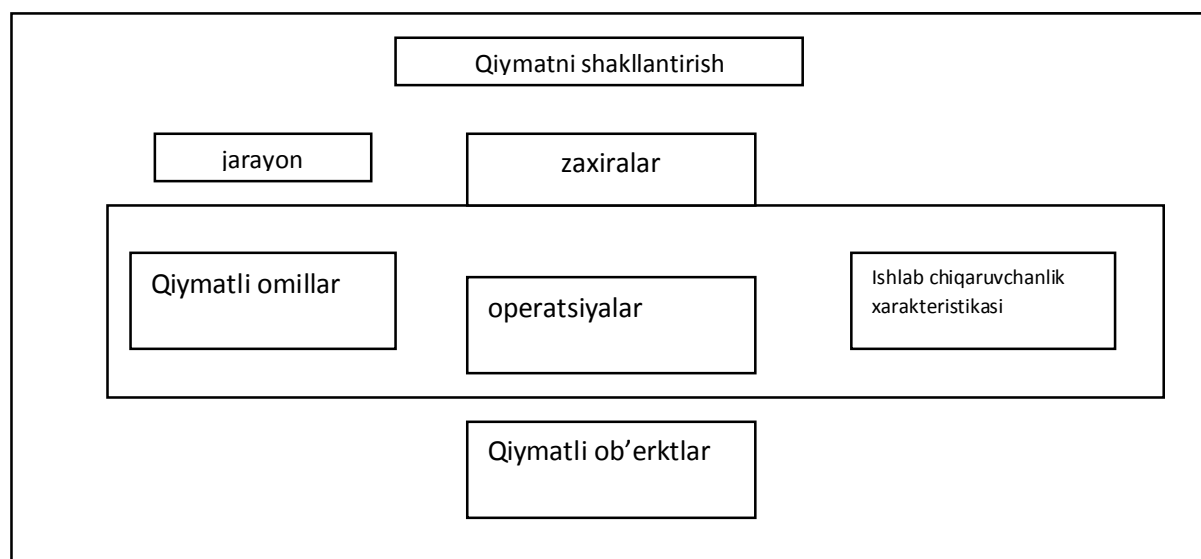 Qiymatni shakllantirish
jarayon
zaxiralar
Qiymatli omillar
operatsiyalar
Ishlab chiqaruvchanlik
xarakteristikasi
Qiymatli ob’erktlar